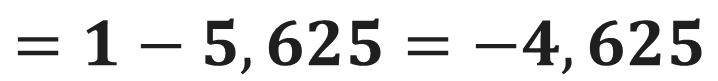 = 1 − 5,625 = −4,625